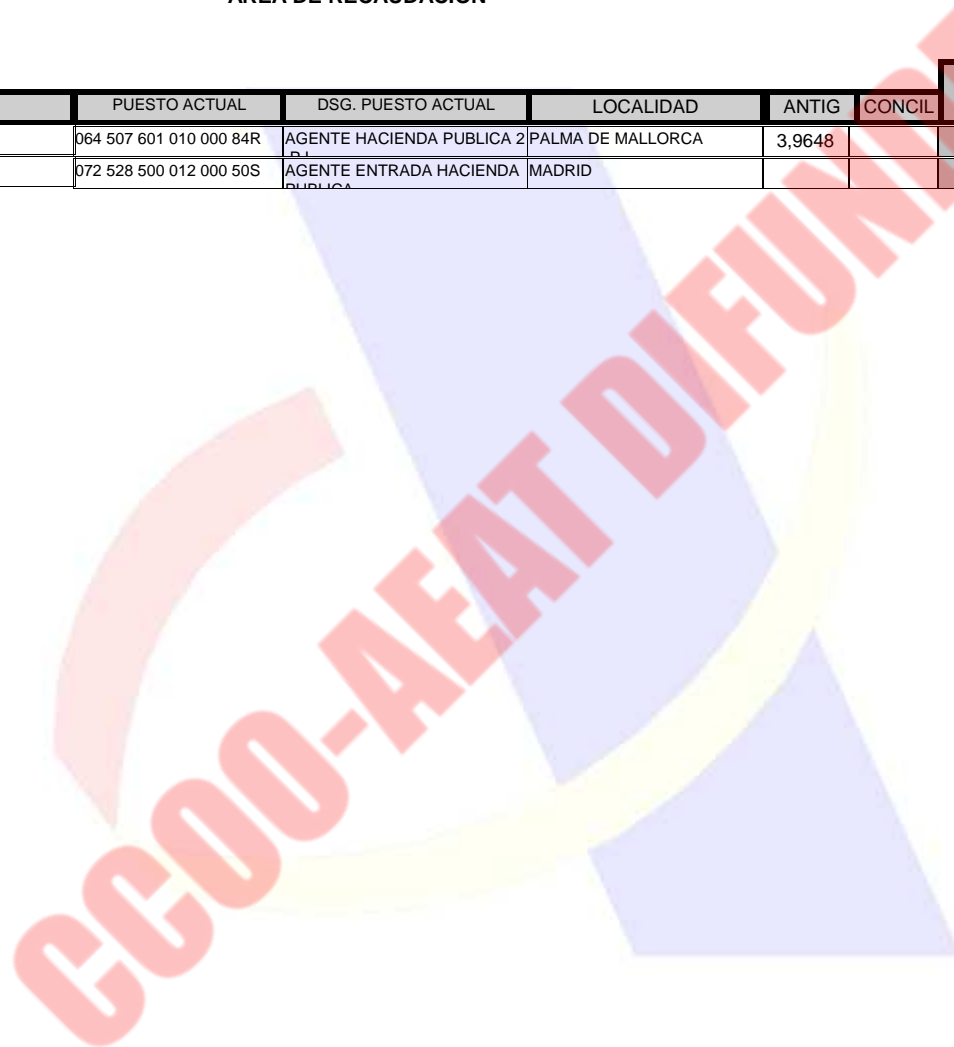 PUESTO ACTUAL DSG. PUESTO ACTUAL LOCALIDAD ANTIG CONCIL
064 507 601 010 000 84R AGENTE HACIENDA PUBLICA 2 PALMA DE MALLORCA 3,9648
072 528 500 012 000 50S AGENTE ENTRADA HACIENDA MADRID
PUBLICA
CCOO-AEAT